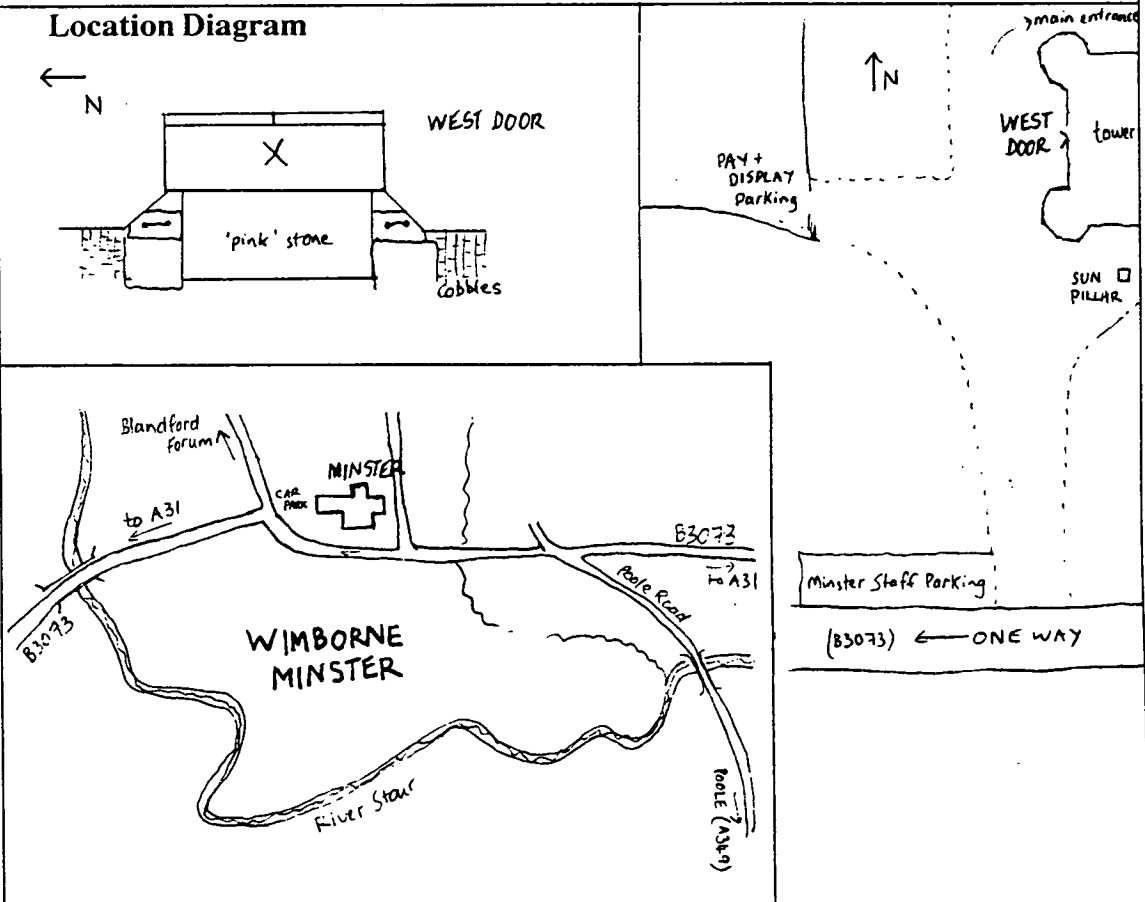 Location Diagram
N
WEST DOOR
X
'pink' stone
Cobbles
main entrance
N
WEST
DOOR
tower
PAY +
DISPLAY
Parking
SUN
PILLAR
Minster Staff Parking
(B3073)
ONE WAY
Blandford
Forum
MINSTER
CAR
PARK
to A31
B3073
to A31
Poole Road
B3073
WIMBORNE
MINSTER
River Stour
POOLE (A349)